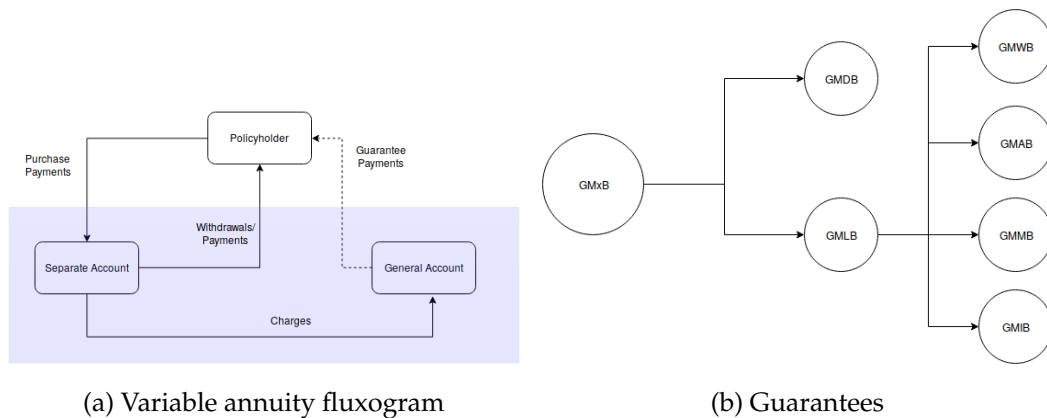 Policyholder
Purchase
Payments
Guarantee
Payments
Withdrawals/
Payments
Separate Account
General Account
Charges
(a) Variable annuity fluxogram
GMxB
GMDB
GMLB
GMWB
GMAB
GMMB
GMIB
(b) Guarantees